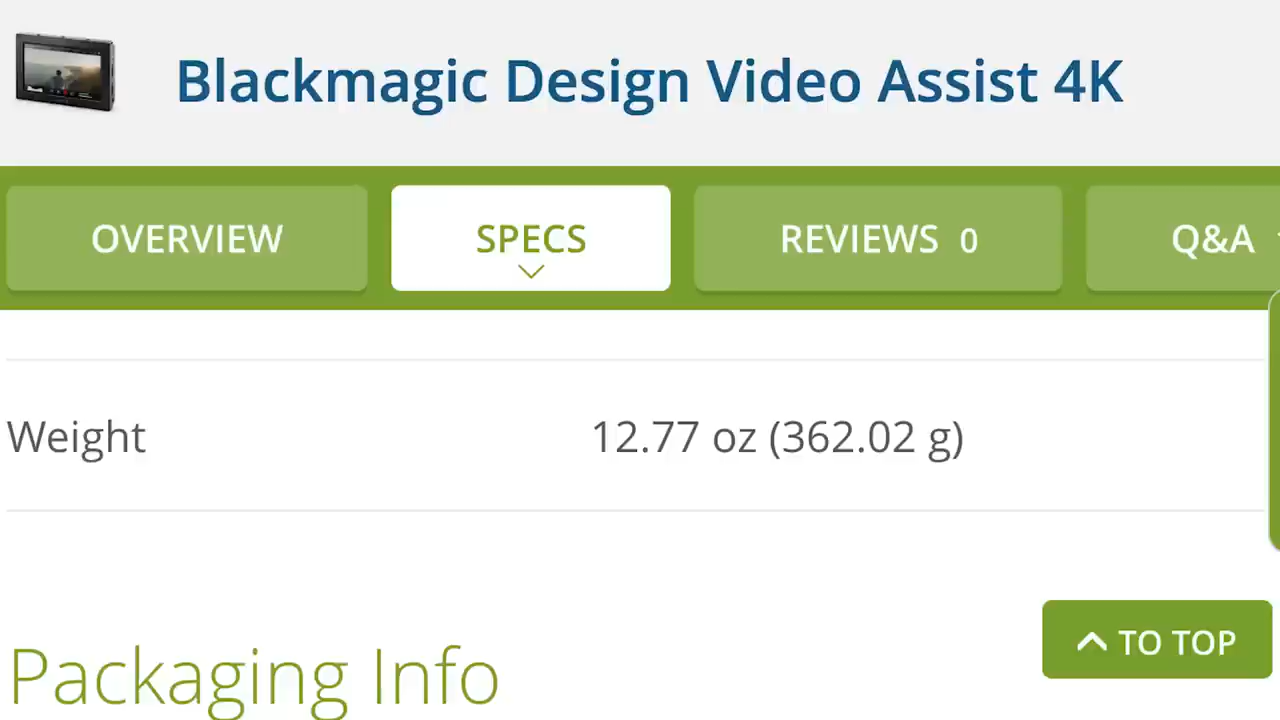 Blackmagic Design Video Assist 4K
OVERVIEW
SPECS
REVIEWS 0
Q&A
Weight
12.77 oz (362.02 g)
Packaging Info
TO TOP